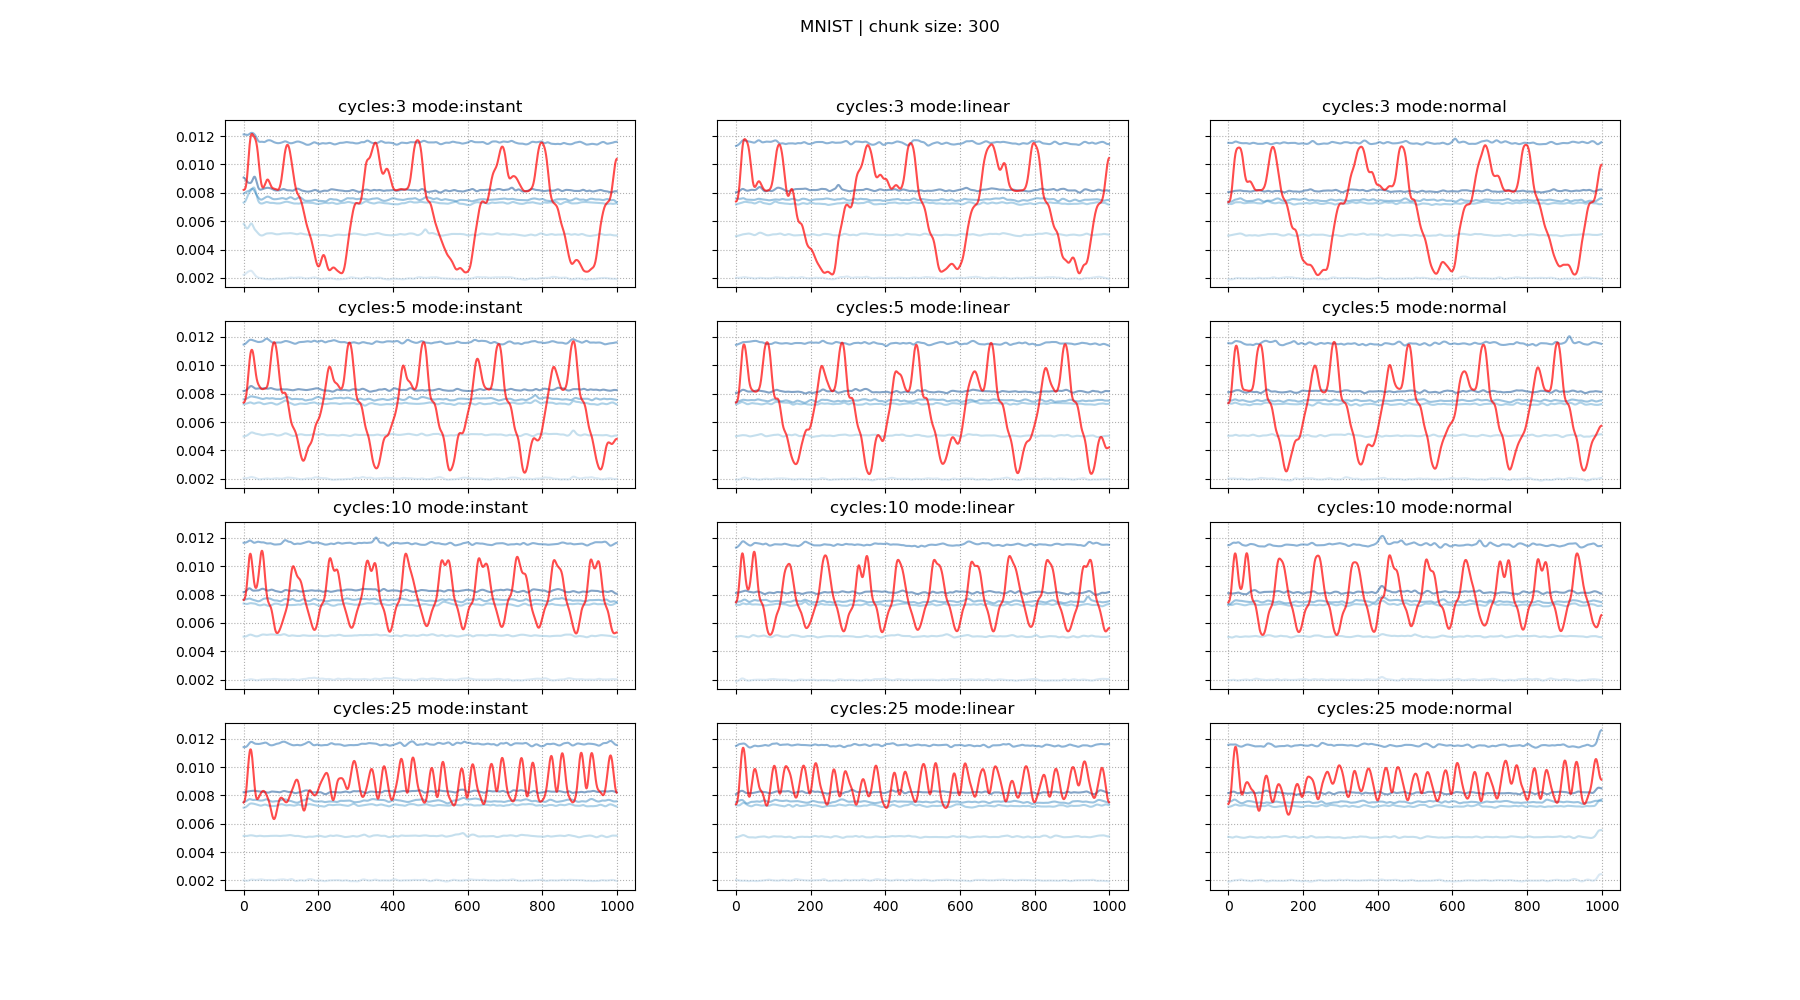 MNIST | chunk size: 300
cycles:3 mode:instant
cycles:3 mode:linear
cycles:3 mode:normal
0.012
0.010
0.008
0.006
0.004
0.002
cycles:5 mode:instant
cycles:5 mode:linear
cycles:5 mode:normal
0.012
0.010
0.008
0.006
0.004
0.002
cycles:10 mode:instant
cycles:10 mode:linear
cycles:10 mode:normal
0.012
0.010
0.008
0.006
0.004
0.002
cycles:25 mode:instant
cycles:25 mode:linear
cycles:25 mode:normal
0.012
0.010
0.008
0.006
0.004
0.002
0 200 400 600 800 1000
0 200 400 600 800 1000
0 200 400 600 800 1000